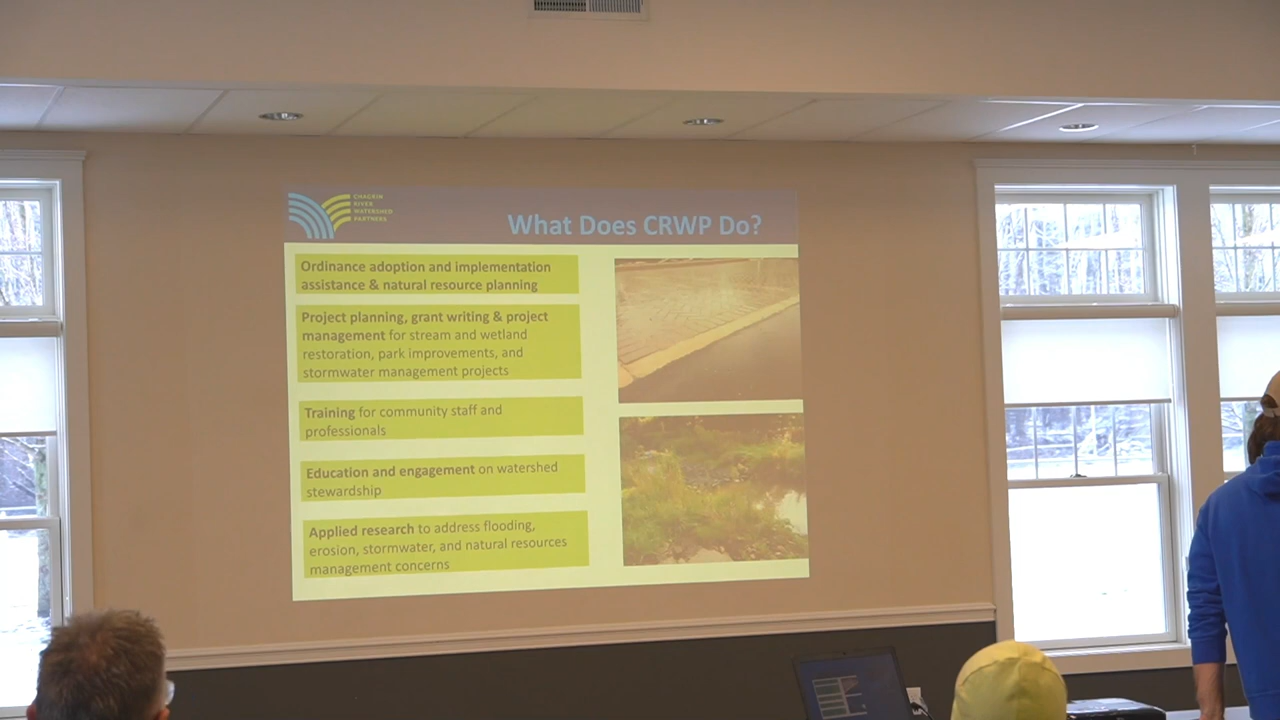 CHAGRIN
RIVER
WATERSHED
PARTNERS
What Does CRWP Do?
Ordinance adoption and implementation
assistance & natural resource planning
Project planning, grant writing & project
management for stream and wetland
restoration, park improvements, and
stormwater management projects
Training for community staff and
professionals
Education and engagement on watershed
stewardship
Applied research to address flooding,
erosion, stormwater, and natural resources
management concerns